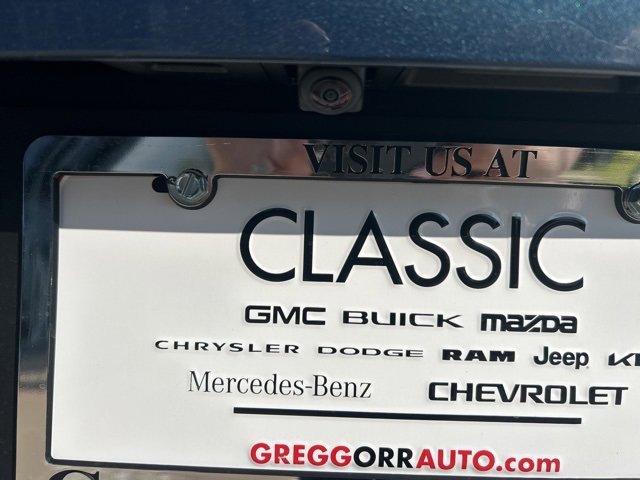 VISIT US AT
CLASSIC
GMC BUICK mazda
CHRYSLER DODGE RAM Jeep
Mercedes-Benz CHEVROLET
GREGGORRAUTO.com